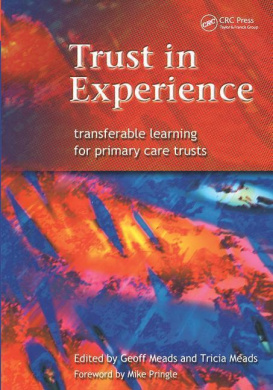 CRC Press
Taylor & Francis Group
Trust in
Experience
transferable learning
for primary care trusts
Edited by Geoff Meads and Tricia Meads
Foreword by Mike Pringle